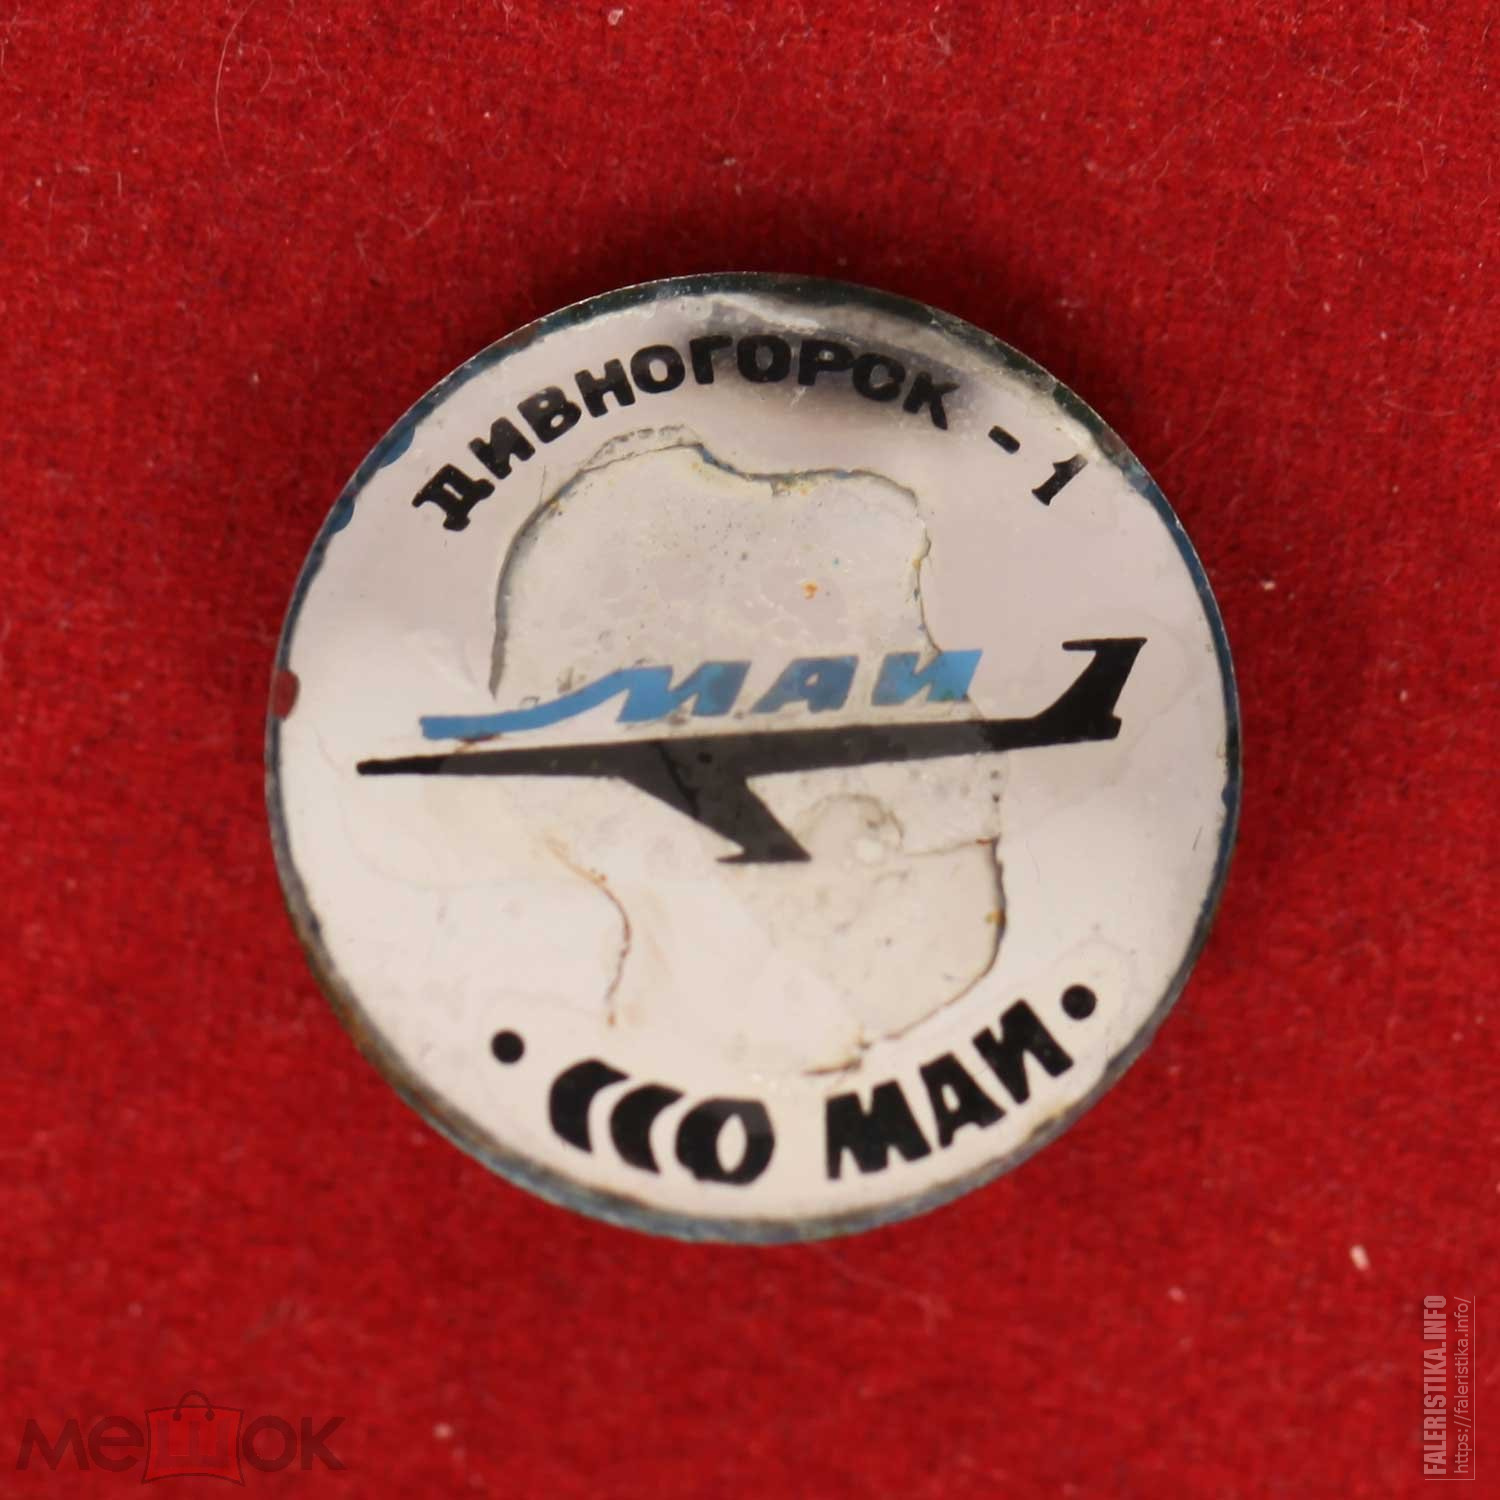 ДИВНОГОРСК - 1
МАИ
• ССО МАИ •
мешок
FALERISTIKA.INFO
https://faleristika.info/